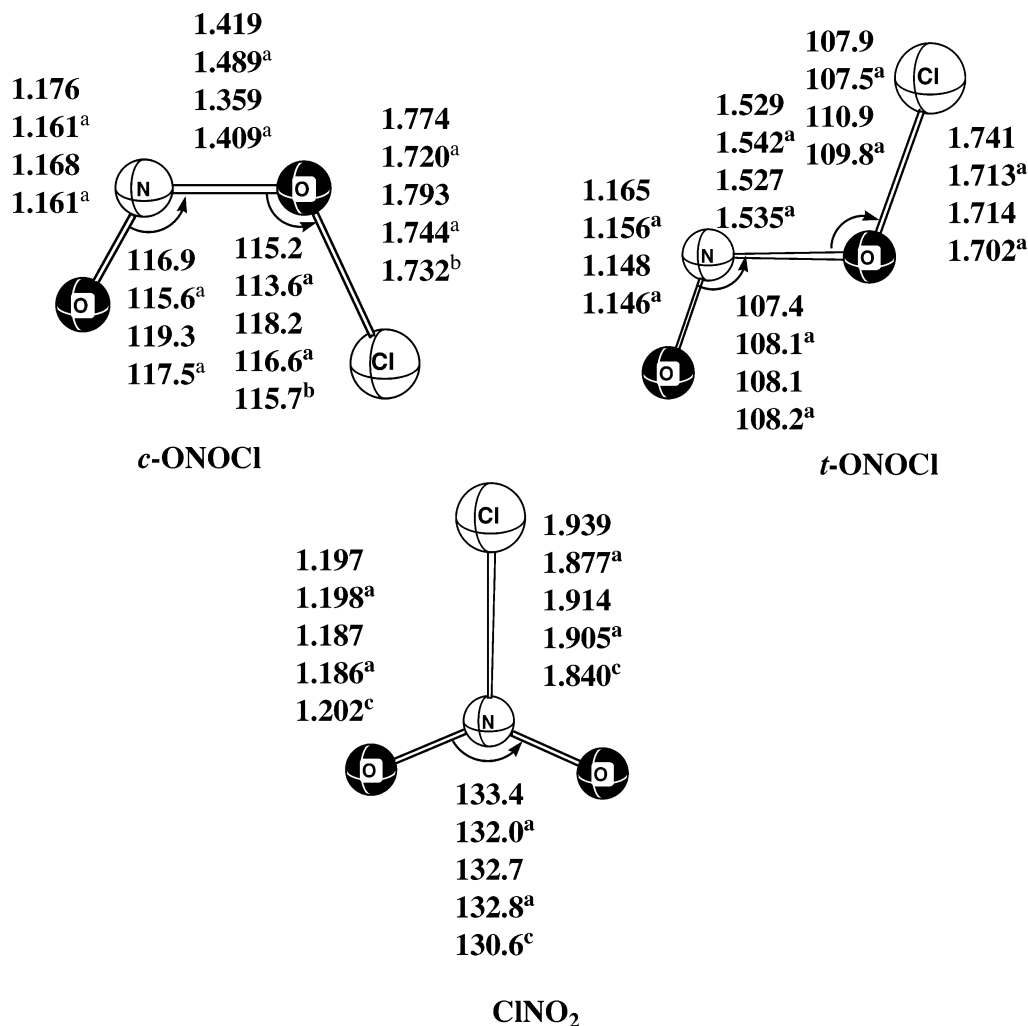 1.419
1.489ᵃ
1.359
1.409ᵃ
1.176
1.161ᵃ
1.168
1.161ᵃ
1.774
1.720ᵃ
1.793
1.744ᵃ
1.732ᵇ
N
O
O
Cl
116.9
115.6ᵃ
119.3
117.5ᵃ
115.2
113.6ᵃ
118.2
116.6ᵃ
115.7ᵇ
c-ONOCl
107.9
107.5ᵃ
110.9
109.8ᵃ
Cl
1.529
1.542ᵃ
1.527
1.535ᵃ
1.741
1.713ᵃ
1.714
1.702ᵃ
1.165
1.156ᵃ
1.148
1.146ᵃ
N
O
O
107.4
108.1ᵃ
108.1
108.2ᵃ
t-ONOCl
Cl
1.939
1.877ᵃ
1.914
1.905ᵃ
1.840ᶜ
1.197
1.198ᵃ
1.187
1.186ᵃ
1.202ᶜ
N
O
O
133.4
132.0ᵃ
132.7
132.8ᵃ
130.6ᶜ
ClNO₂